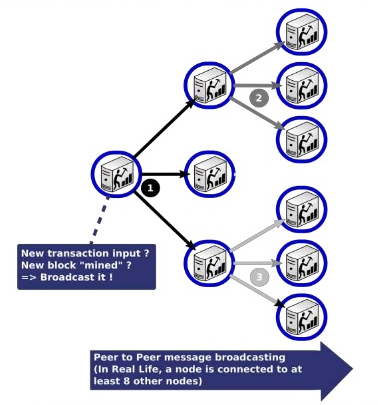 2
1
New transaction input ?
New block "mined" ?
=> Broadcast it !
3
Peer to Peer message broadcasting
(In Real Life, a node is connected to at
least 8 other nodes)